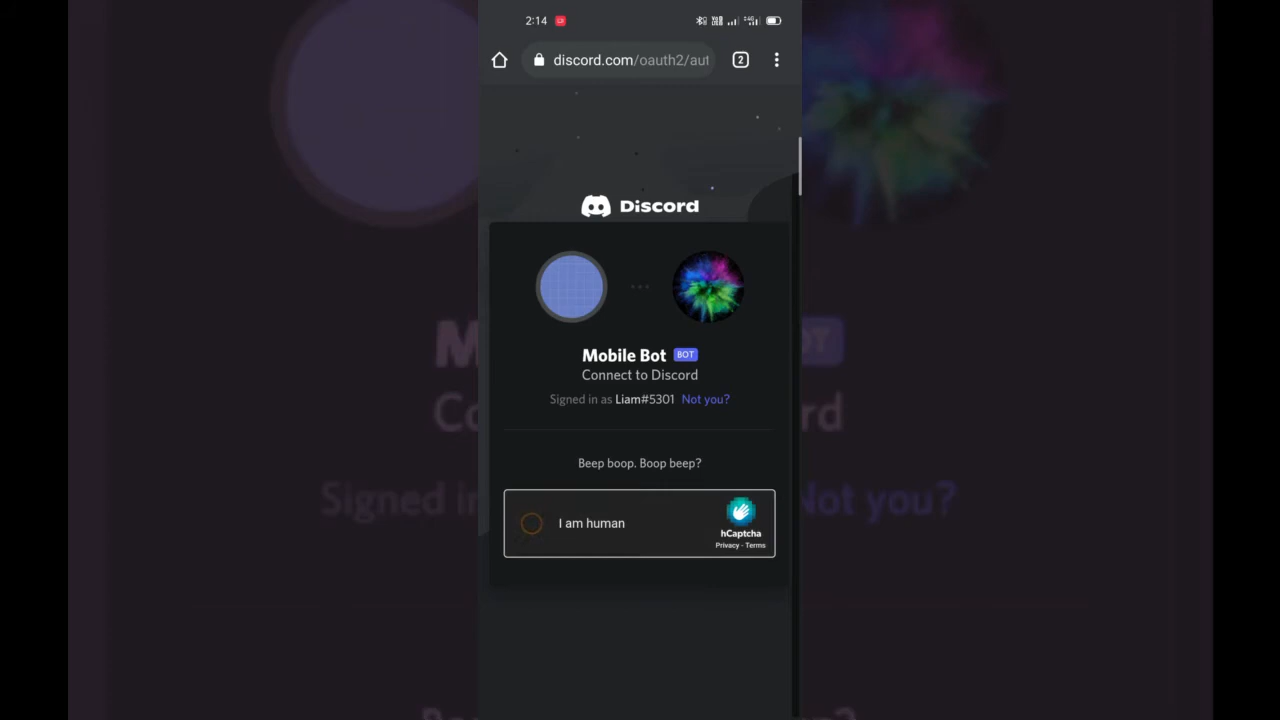 2:14
discord.com/oauth2/aut
2
Discord
Mobile Bot BOT
Connect to Discord
Signed in as Liam#5301 Not you?
Beep boop. Boop beep?
I am human
hCaptcha
Privacy - Terms